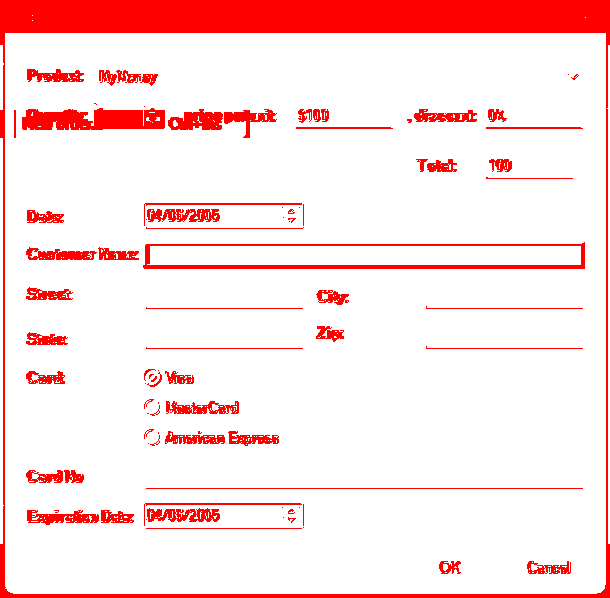 Product: MyMoney
Quantity: price per unit: $100 , discount: 0%
Total: 100
Date: 04/06/2005
Customer Name:
Street: City:
State: Zip:
Card: Visa
MasterCard
American Express
Card No
Expiration Date: 04/06/2005
OK Cancel